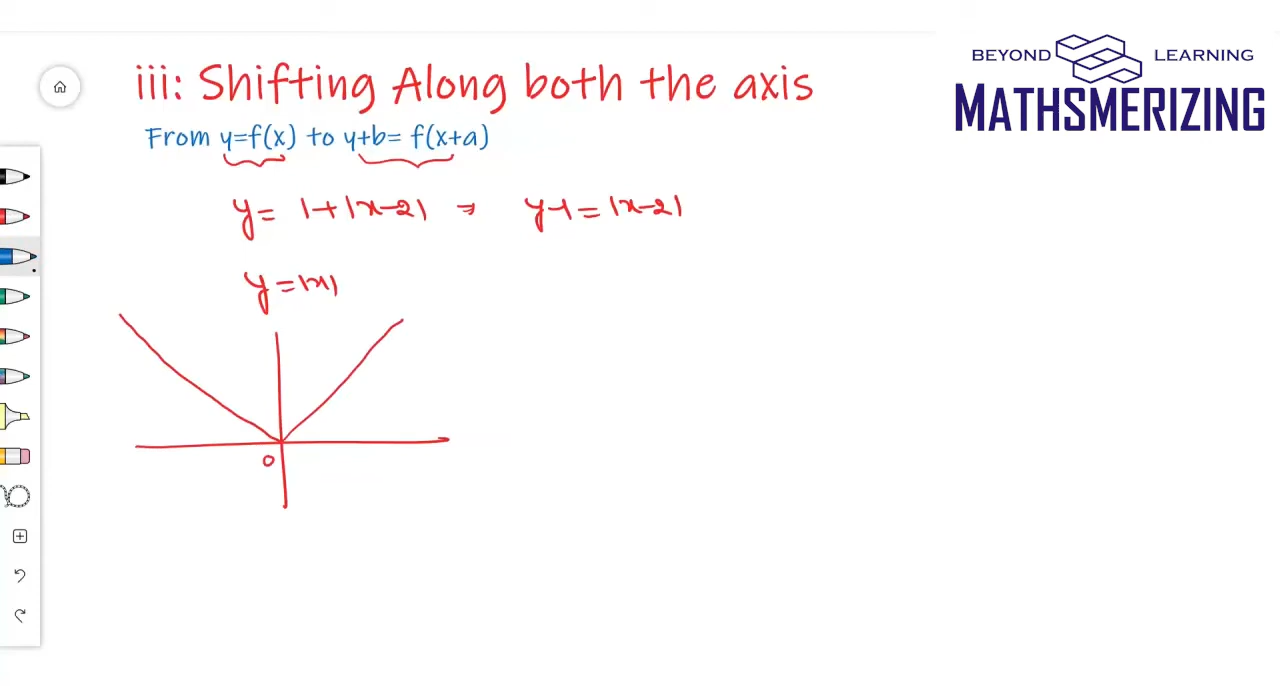 BEYOND LEARNING
MATHSMERIZING
iii: Shifting Along both the axis
From y=f(x) to y+b= f(x+a)
y= 1+|x-2| ⇒ y-1=|x-2|
y=|x|
0